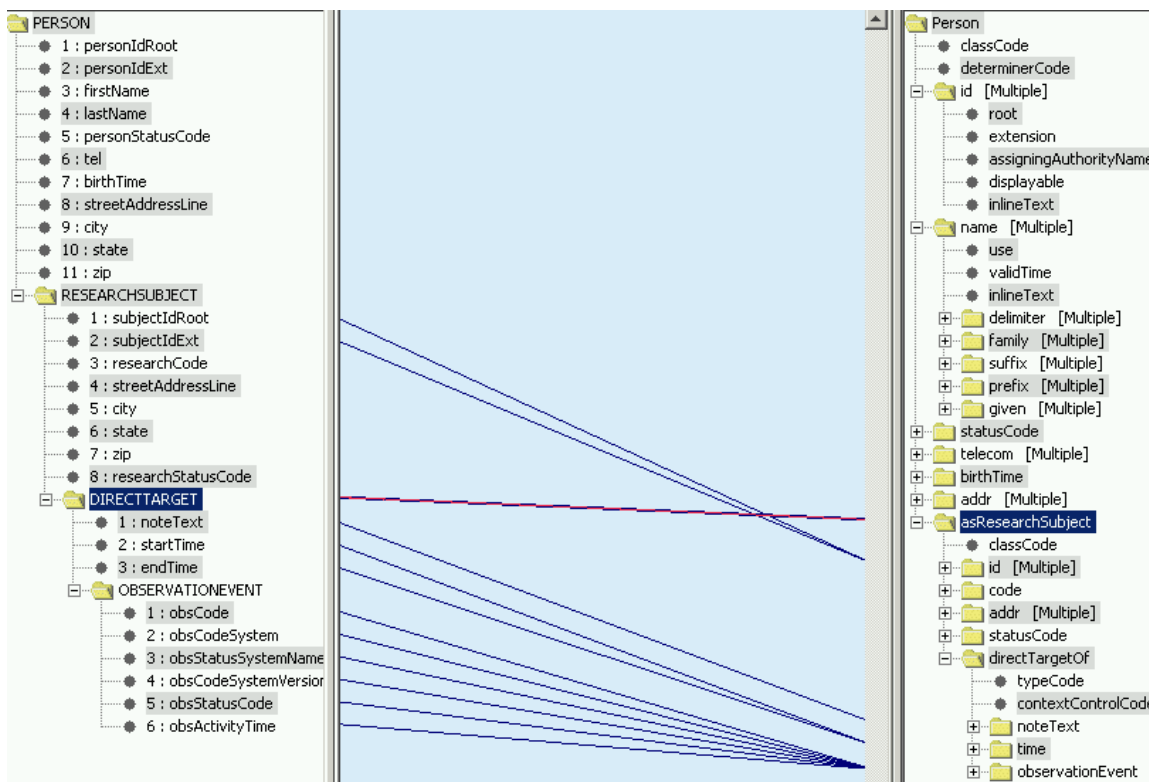 PERSON
1 : personIdRoot
2 : personIdExt
3 : firstName
4 : lastName
5 : personStatusCode
6 : tel
7 : birthTime
8 : streetAddressLine
9 : city
10 : state
11 : zip
RESEARCHSUBJECT
1 : subjectIdRoot
2 : subjectIdExt
3 : researchCode
4 : streetAddressLine
5 : city
6 : state
7 : zip
8 : researchStatusCode
DIRECTTARGET
1 : noteText
2 : startTime
3 : endTime
OBSERVATIONEVENT
1 : obsCode
2 : obsCodeSystem
3 : obsStatusSystemName
4 : obsCodeSystemVersion
5 : obsStatusCode
6 : obsActivityTime
Person
classCode
determinerCode
id [Multiple]
root
extension
assigningAuthorityName
displayable
inlineText
name [Multiple]
use
validTime
inlineText
delimiter [Multiple]
family [Multiple]
suffix [Multiple]
prefix [Multiple]
given [Multiple]
statusCode
telecom [Multiple]
birthTime
addr [Multiple]
asResearchSubject
classCode
id [Multiple]
code
addr [Multiple]
statusCode
directTargetOf
typeCode
contextControlCode
noteText
time
observationEvent